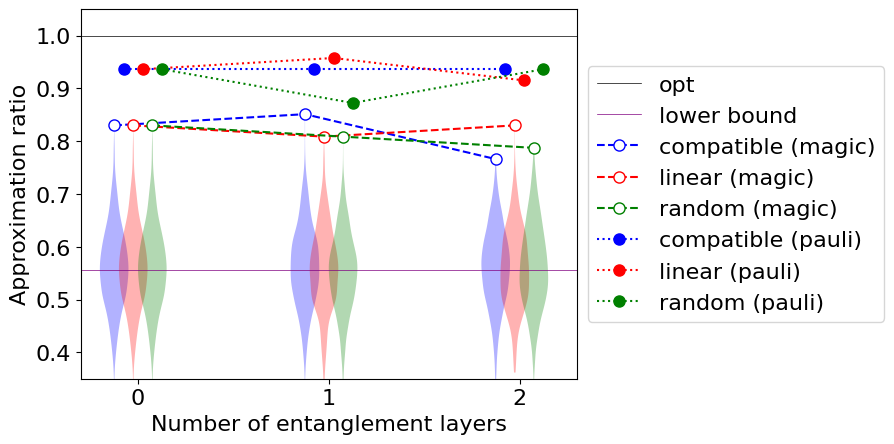 Approximation ratio
1.0
0.9
0.8
0.7
0.6
0.5
0.4
0
1
2
Number of entanglement layers
opt
lower bound
compatible (magic)
linear (magic)
random (magic)
compatible (pauli)
linear (pauli)
random (pauli)